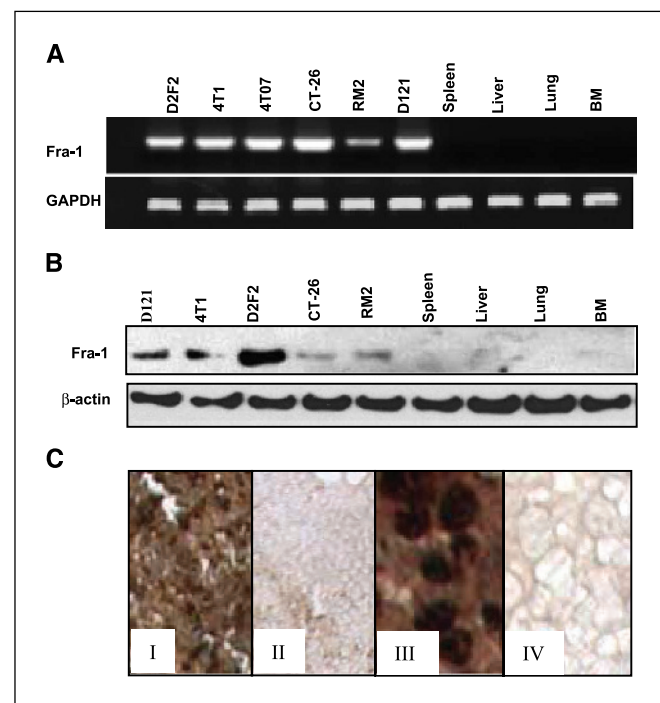 A
D2F2 4T1 4T07 CT-26 RM2 D121 Spleen Liver Lung BM
Fra-1
GAPDH
B
D121 4T1 D2F2 CT-26 RM2 Spleen Liver Lung BM
Fra-1
β-actin
C
I II III IV